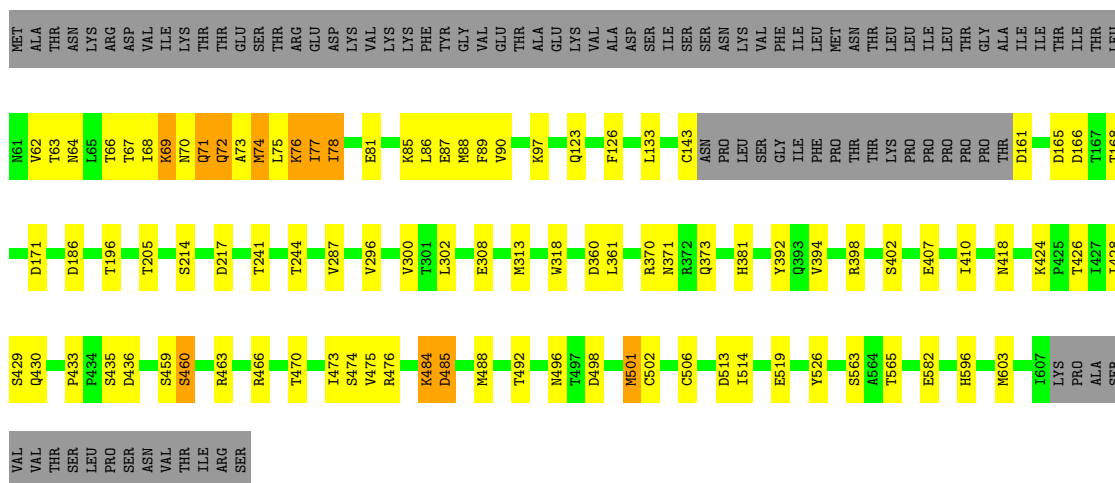 MET ALA THR ASN LYS ARG ASP VAL ILE LYS THR THR GLU SER THR ARG GLU ASP LYS VAL LYS LYS PHE TYR GLY VAL GLU THR ALA GLU LYS VAL ALA ASP SER ILE SER SER ASN LYS VAL PHE ILE LEU MET ASN THR LEU LEU ILE LEU THR GLY ALA ILE ILE THR ILE THR LEU
N61 V62 T63 N64 L65 T66 T67 I68 K69 N70 Q71 Q72 A73 M74 L75 K76 I77 I78 E81 K85 L86 E87 M88 F89 V90 K97 Q123 F126 L133 C143 ASN PRO LEU SER GLY ILE PHE PRO THR THR LYS PRO PRO PRO PRO PRO THR D161 D165 D166 T167 T168
D171 D186 T196 T205 S214 D217 T241 T244 V287 V296 V300 T301 L302 E308 M313 W318 D360 L361 R370 N371 R372 Q373 H381 Y392 Q393 V394 R398 S402 E407 I410 N418 K424 P425 T426 I427 I428
S429 Q430 P433 P434 S435 D436 S459 S460 R463 R466 T470 I473 S474 V475 R476 K484 D485 M488 T492 N496 T497 D498 M501 C502 C506 D513 I514 E519 Y526 S563 A564 T565 E582 H596 M603 I607 LYS PRO ALA SER
VAL VAL THR SER LEU PRO SER ASN VAL THR ILE ARG SER